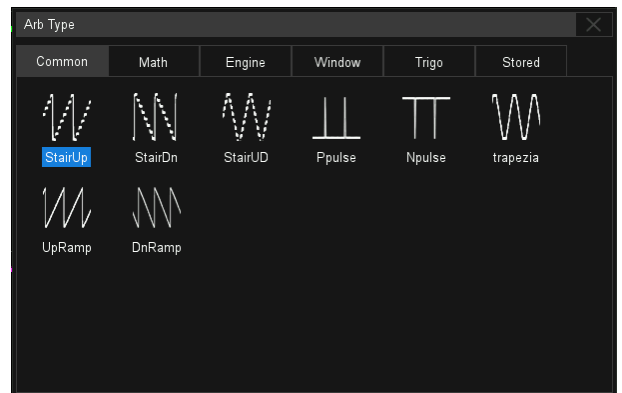 Arb Type
Common Math Engine Window Trigo Stored
StairUp StairDn StairUD Ppulse Npulse trapezia
UpRamp DnRamp